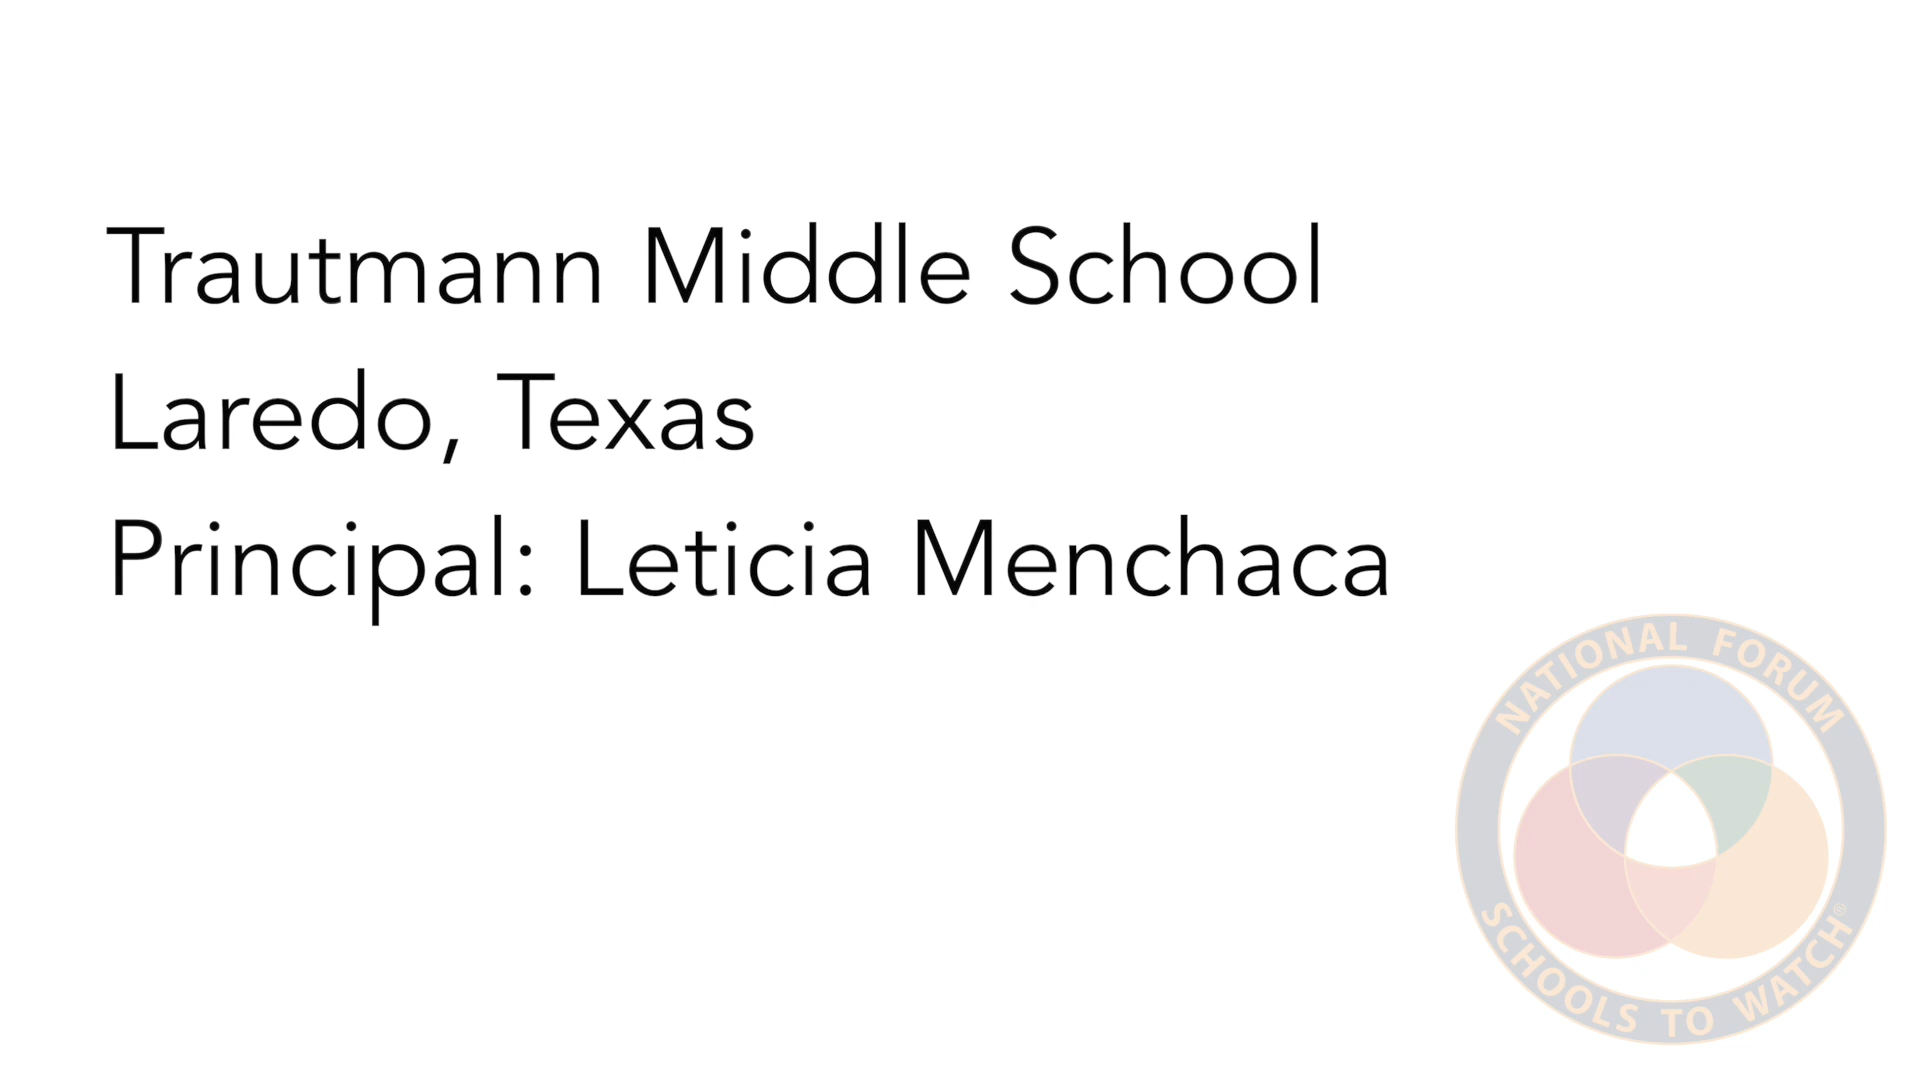 Trautmann Middle School
Laredo, Texas
Principal: Leticia Menchaca
NATIONAL FORUM
SCHOOLS TO WATCH®